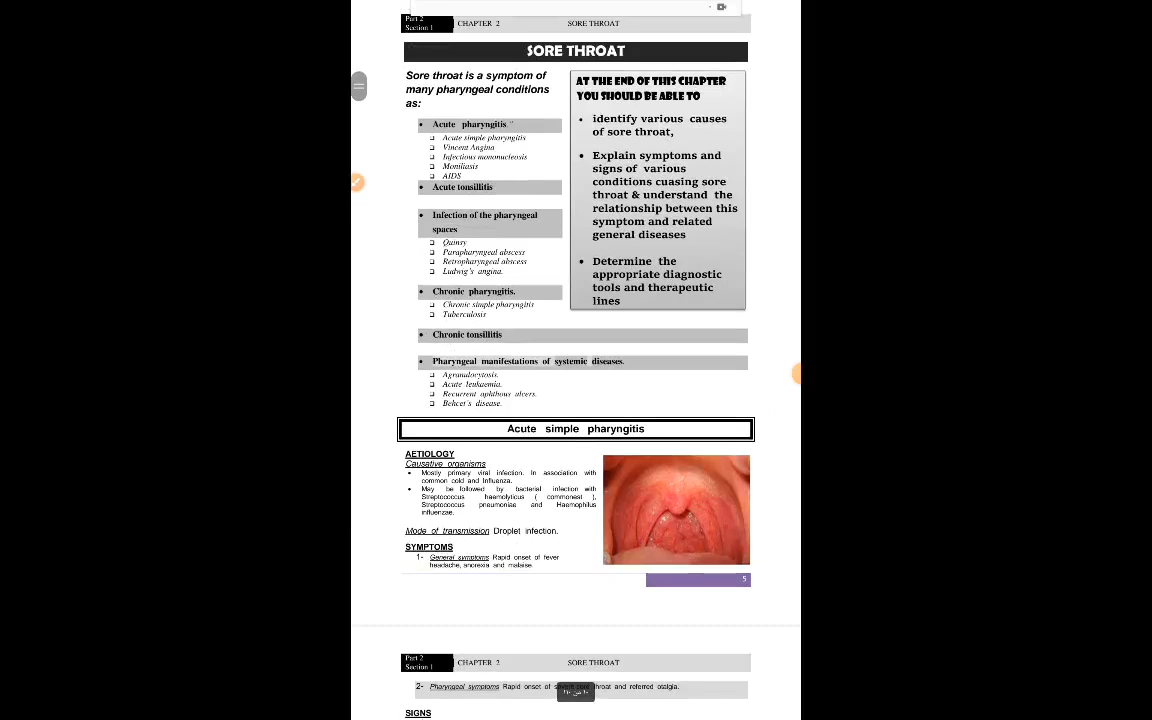 Part 2
Section 1
CHAPTER 2
SORE THROAT
SORE THROAT
Sore throat is a symptom of
many pharyngeal conditions
as:
• Acute pharyngitis.
❑ Acute simple pharyngitis
❑ Vincent Angina
❑ Infectious mononucleosis
❑ Moniliasis
❑ AIDS
• Acute tonsillitis
• Infection of the pharyngeal
spaces
❑ Quinsy
❑ Parapharyngeal abscess
❑ Retropharyngeal abscess
❑ Ludwig's angina.
• Chronic pharyngitis.
❑ Chronic simple pharyngitis
❑ Tuberculosis
• Chronic tonsillitis
• Pharyngeal manifestations of systemic diseases.
❑ Agranulocytosis.
❑ Acute leukaemia.
❑ Recurrent aphthous ulcers.
❑ Behcet's disease.
AT THE END OF THIS CHAPTER
YOU SHOULD BE ABLE TO
• identify various causes
of sore throat,
• Explain symptoms and
signs of various
conditions cuasing sore
throat & understand the
relationship between this
symptom and related
general diseases
• Determine the
appropriate diagnostic
tools and therapeutic
lines
Acute simple pharyngitis
AETIOLOGY
Causative organisms
• Mostly primary viral infection. In association with
common cold and Influenza.
• May be followed by bacterial infection with
Streptococcus haemolyticus ( commonest ),
Streptococcus pneumoniae and Haemophilus
influenzae.
Mode of transmission Droplet infection.
SYMPTOMS
1- General symptoms Rapid onset of fever
headache, anorexia and malaise.
5
Part 2
Section 1
CHAPTER 2
SORE THROAT
2- Pharyngeal symptoms Rapid onset of throat and referred otalgia.
SIGNS